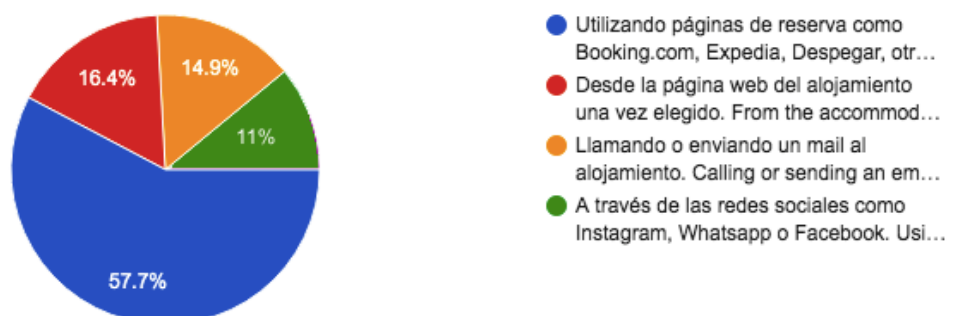 16.4%
14.9%
11%
57.7%
Utilizando páginas de reserva como
Booking.com, Expedia, Despegar, otr…
Desde la página web del alojamiento
una vez elegido. From the accommod…
Llamando o enviando un mail al
alojamiento. Calling or sending an em…
A través de las redes sociales como
Instagram, Whatsapp o Facebook. Usi…